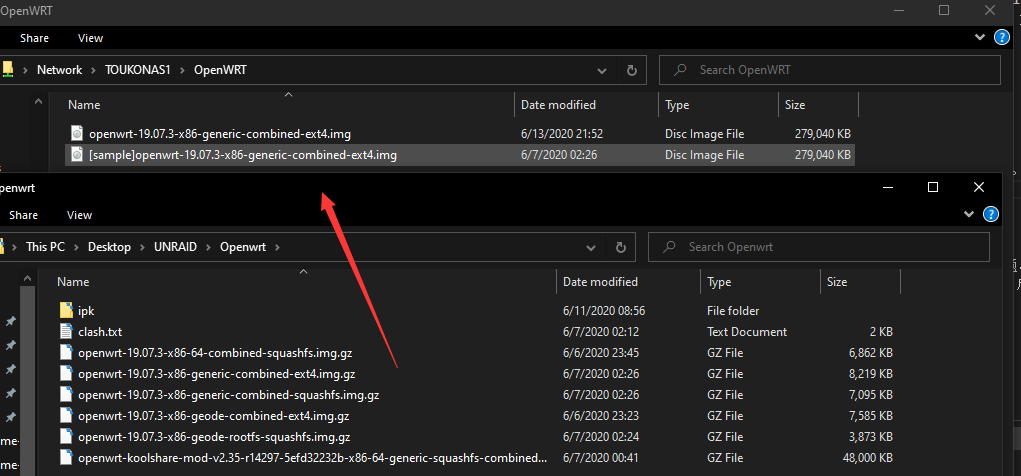 OpenWRT
Share View
Network TOUKONAS1 OpenWRT Search OpenWRT
Name Date modified Type Size
openwrt-19.07.3-x86-generic-combined-ext4.img 6/13/2020 21:52 Disc Image File 279,040 KB
[sample]openwrt-19.07.3-x86-generic-combined-ext4.img 6/7/2020 02:26 Disc Image File 279,040 KB
penwrt
Share View
This PC Desktop UNRAID Openwrt Search Openwrt
Name Date modified Type Size
ipk 6/11/2020 08:56 File folder
clash.txt 6/7/2020 02:12 Text Document 2 KB
openwrt-19.07.3-x86-64-combined-squashfs.img.gz 6/6/2020 23:45 GZ File 6,862 KB
openwrt-19.07.3-x86-generic-combined-ext4.img.gz 6/7/2020 02:26 GZ File 8,219 KB
openwrt-19.07.3-x86-generic-combined-squashfs.img.gz 6/7/2020 02:26 GZ File 7,095 KB
openwrt-19.07.3-x86-geode-combined-ext4.img.gz 6/6/2020 23:23 GZ File 7,585 KB
openwrt-19.07.3-x86-geode-rootfs-squashfs.img.gz 6/7/2020 02:24 GZ File 3,873 KB
me- openwrt-koolshare-mod-v2.35-r14297-5efd32232b-x86-64-generic-squashfs-combined... 6/7/2020 00:41 GZ File 48,000 KB